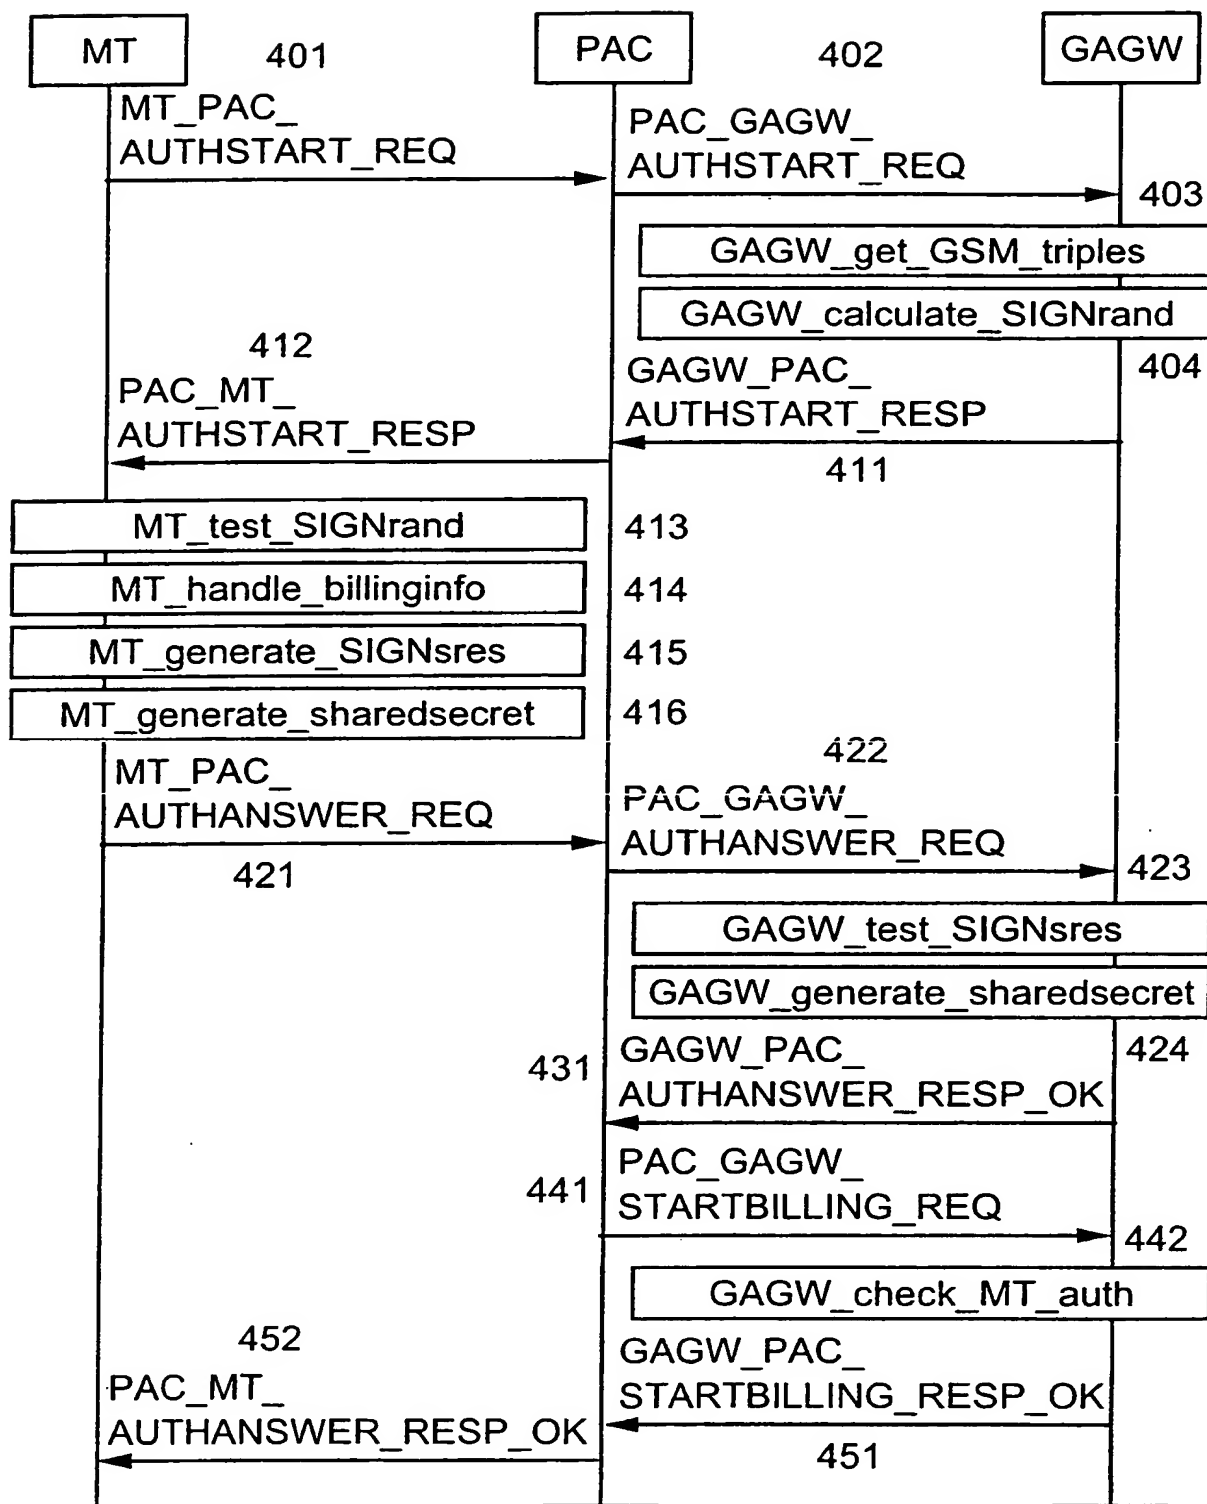 MT
401
PAC
402
GAGW
MT_PAC_
AUTHSTART_REQ
PAC_GAGW_
AUTHSTART_REQ
403
GAGW_get_GSM_triples
GAGW_calculate_SIGNrand
404
412
PAC_MT_
AUTHSTART_RESP
GAGW_PAC_
AUTHSTART_RESP
411
MT_test_SIGNrand
413
MT_handle_billinginfo
414
MT_generate_SIGNsres
415
MT_generate_sharedsecret
416
422
MT_PAC_
AUTHANSWER_REQ
421
PAC_GAGW_
AUTHANSWER_REQ
423
GAGW_test_SIGNsres
GAGW_generate_sharedsecret
424
431
GAGW_PAC_
AUTHANSWER_RESP_OK
441
PAC_GAGW_
STARTBILLING_REQ
442
GAGW_check_MT_auth
452
GAGW_PAC_
STARTBILLING_RESP_OK
PAC_MT_
AUTHANSWER_RESP_OK
451